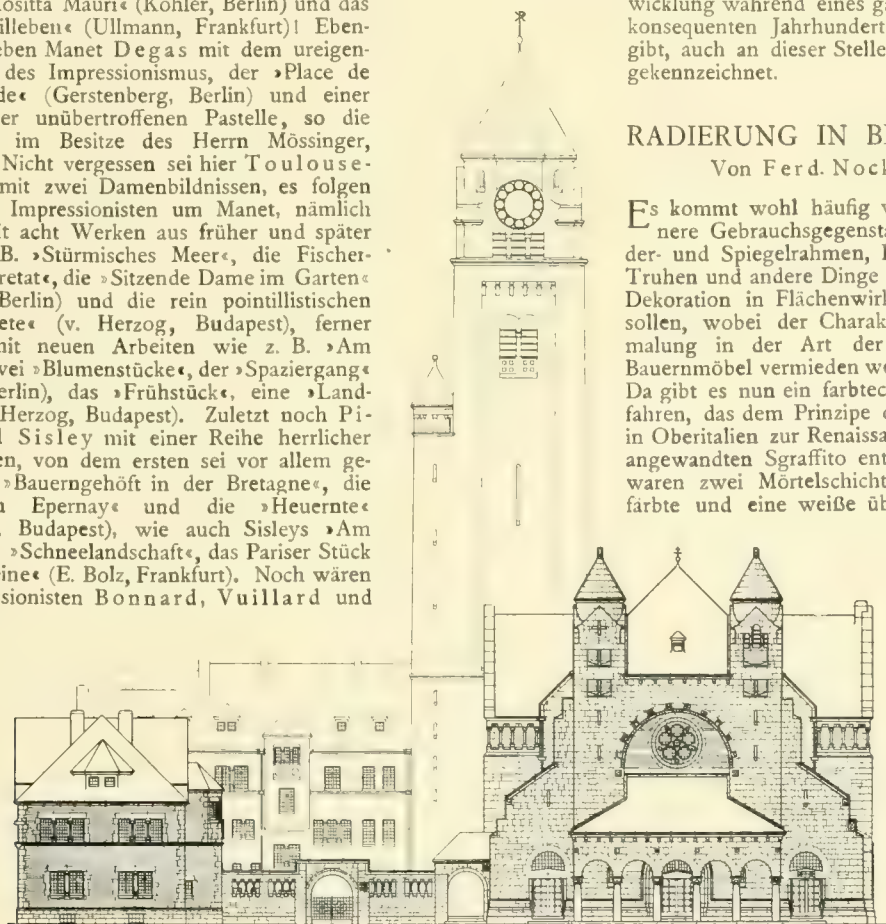 ositta Mauri« (Köhler, Berlin) und das
illeben« (Ullmann, Frankfurt)! Eben-
eben Manet Degas mit dem ureigen-
des Impressionismus, der »Place de
de« (Gerstenberg, Berlin) und einer
er unübertroffenen Pastelle, so die
im Besitze des Herrn Mössinger,
Nicht vergessen sei hier Toulouse-
mit zwei Damenbildnissen, es folgen
Impressionisten um Manet, nämlich
t acht Werken aus früher und später
B. »Stürmisches Meer«, die Fischer-
retat«, die »Sitzende Dame im Garten«
Berlin) und die rein pointillistischen
ete« (v. Herzog, Budapest), ferner
mit neuen Arbeiten wie z. B. »Am
vei »Blumenstücke«, der »Spaziergang«
erlin), das »Frühstück«, eine »Land-
Herzog, Budapest). Zuletzt noch Pi-
l Sisley mit einer Reihe herrlicher
en, von dem ersten sei vor allem ge-
»Bauerngehöft in der Bretagne«, die
n Epernay« und die »Heuernte«
. Budapest), wie auch Sisleys »Am
»Schneelandschaft«, das Pariser Stück
ine« (E. Bolz, Frankfurt). Noch wären
sionisten Bonnard, Vuillard und
wicklung während eines ga
konsequenten Jahrhundert
gibt, auch an dieser Stelle
gekennzeichnet.
RADIERUNG IN B
Von Ferd. Nock
Es kommt wohl häufig v
nere Gebrauchsgegenstä
der- und Spiegelrahmen,
Truhen und andere Dinge
Dekoration in Flächenwirk
sollen, wobei der Charak
malung in der Art der
Bauernmöbel vermieden we
Da gibt es nun ein farbtec
fahren, das dem Prinzipe d
in Oberitalien zur Renaissa
angewandten Sgraffito ent
waren zwei Mörtelschicht
färbte und eine weiße üb